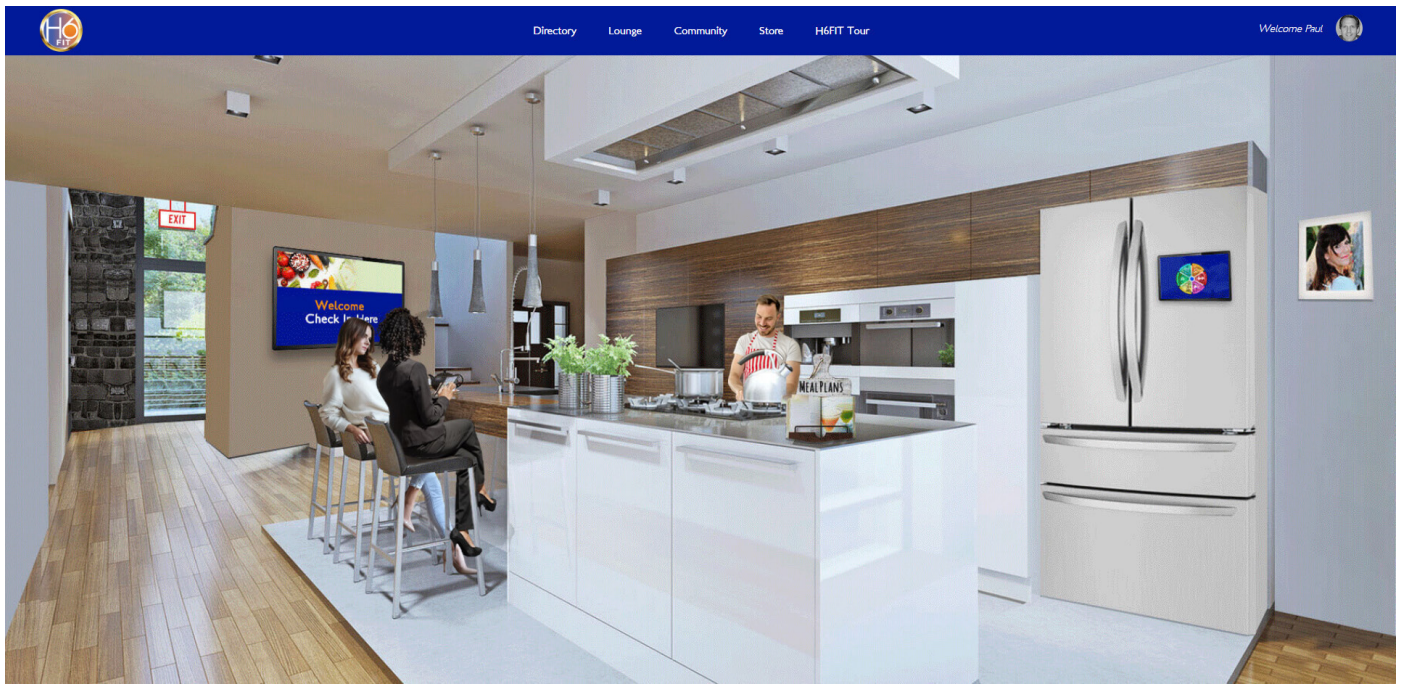 H6
FIT
Directory Lounge Community Store H6FIT Tour
Welcome Paul
EXIT
Welcome
Check In Here
MEAL PLANS